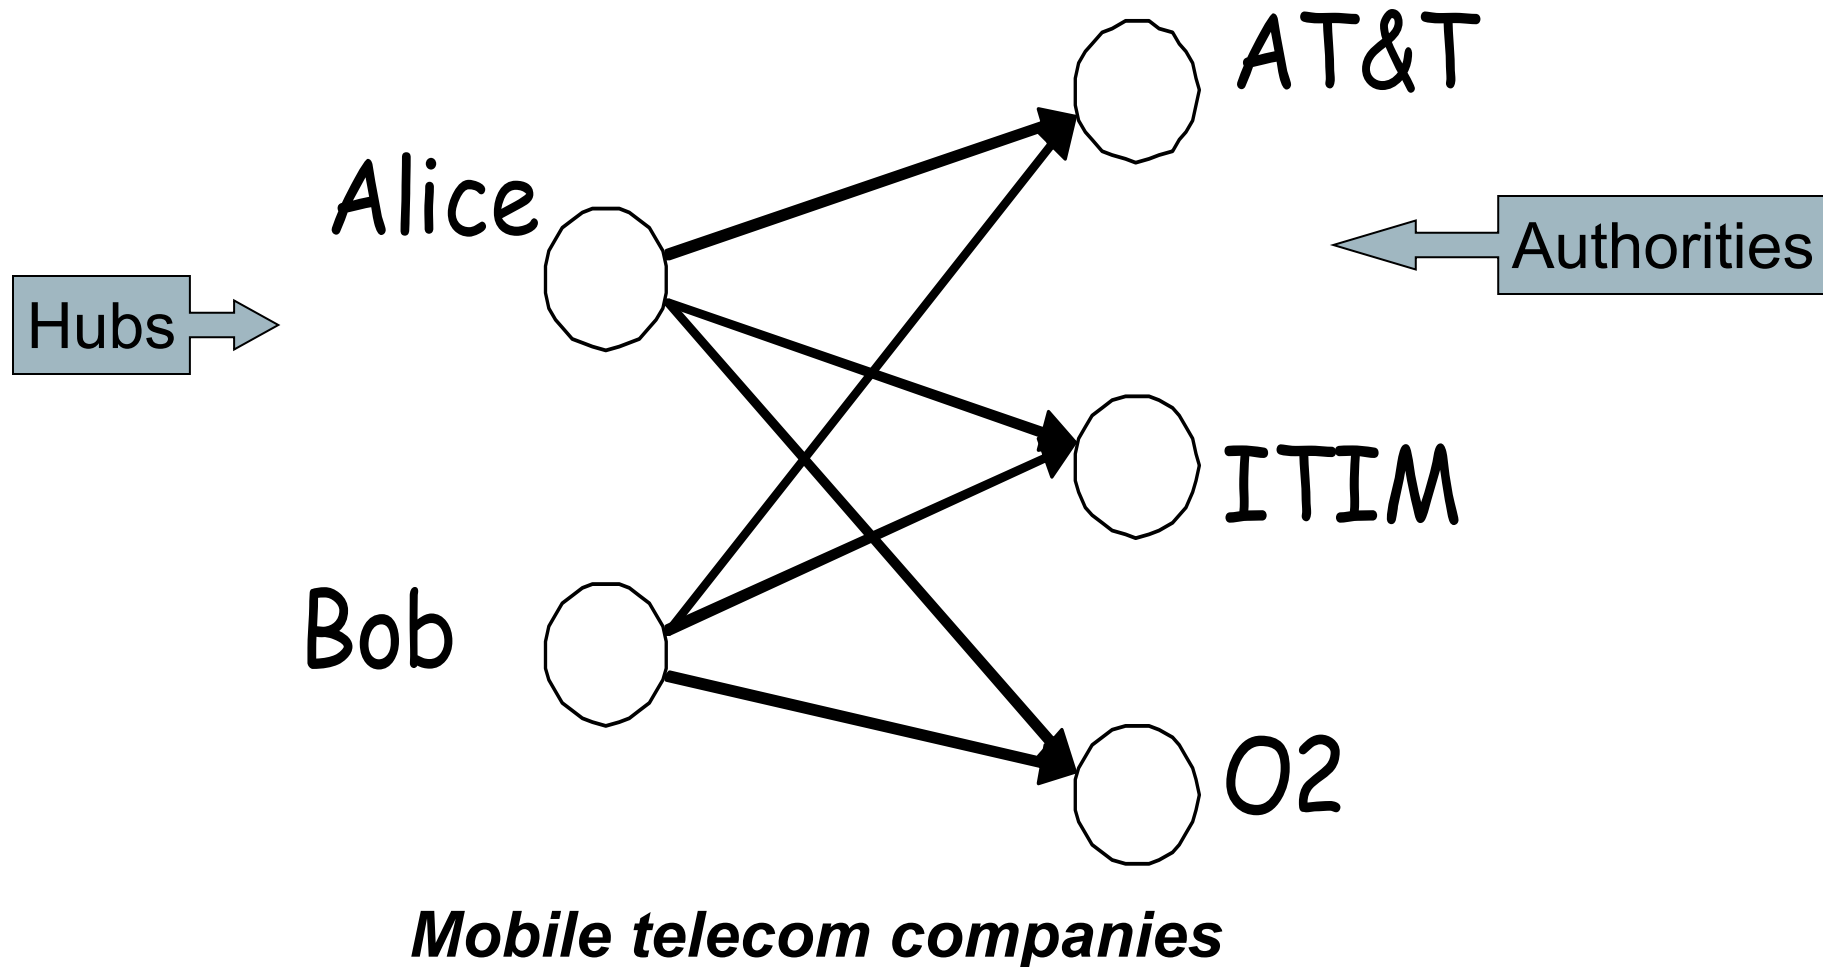 AT&T
Alice
Authorities
Hubs
ITIM
Bob
O2
Mobile telecom companies